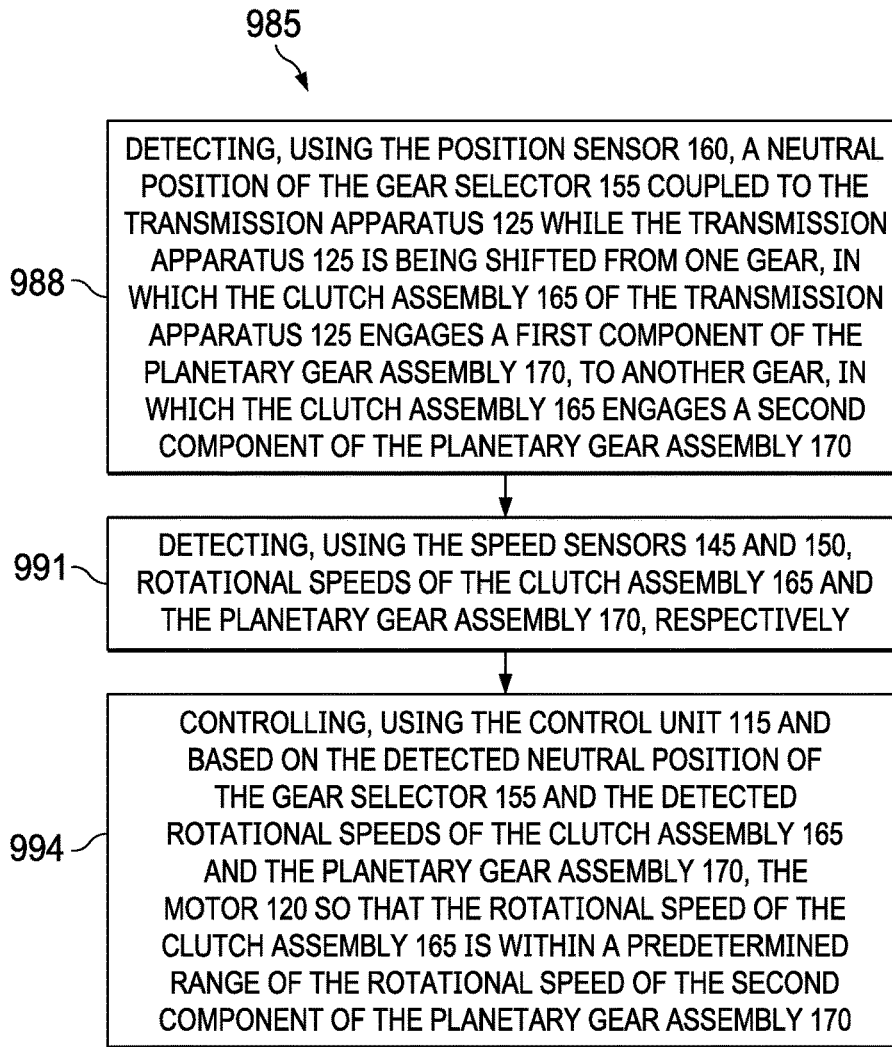 985
DETECTING, USING THE POSITION SENSOR 160, A NEUTRAL
POSITION OF THE GEAR SELECTOR 155 COUPLED TO THE
TRANSMISSION APPARATUS 125 WHILE THE TRANSMISSION
APPARATUS 125 IS BEING SHIFTED FROM ONE GEAR, IN
WHICH THE CLUTCH ASSEMBLY 165 OF THE TRANSMISSION
APPARATUS 125 ENGAGES A FIRST COMPONENT OF THE
PLANETARY GEAR ASSEMBLY 170, TO ANOTHER GEAR, IN
WHICH THE CLUTCH ASSEMBLY 165 ENGAGES A SECOND
COMPONENT OF THE PLANETARY GEAR ASSEMBLY 170
988
DETECTING, USING THE SPEED SENSORS 145 AND 150,
ROTATIONAL SPEEDS OF THE CLUTCH ASSEMBLY 165 AND
THE PLANETARY GEAR ASSEMBLY 170, RESPECTIVELY
991
CONTROLLING, USING THE CONTROL UNIT 115 AND
BASED ON THE DETECTED NEUTRAL POSITION OF
THE GEAR SELECTOR 155 AND THE DETECTED
ROTATIONAL SPEEDS OF THE CLUTCH ASSEMBLY 165
AND THE PLANETARY GEAR ASSEMBLY 170, THE
MOTOR 120 SO THAT THE ROTATIONAL SPEED OF THE
CLUTCH ASSEMBLY 165 IS WITHIN A PREDETERMINED
RANGE OF THE ROTATIONAL SPEED OF THE SECOND
COMPONENT OF THE PLANETARY GEAR ASSEMBLY 170
994